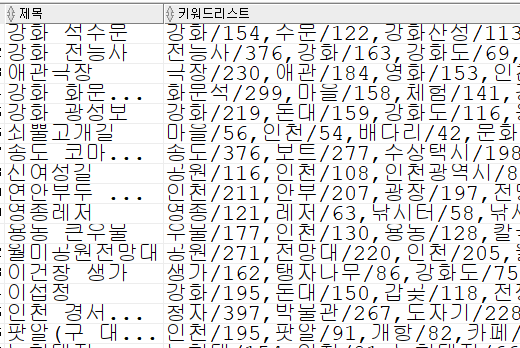 제목 키워드리스트
강화 석수문 강화/154,수문/122,강화산성/113
강화 전능사 전능사/376,강화/163,강화도/69,
애관극장 극장/230,애관/184,영화/153,인천
강화 화문... 화문석/299,마을/158,체험/141,
강화 광성보 강화/219,돈대/159,강화도/116,
쇠뿔고개길 마을/56,인천/54,배다리/42,문화
송도 코마... 송도/376,보트/277,수상택시/198
신여성길 공원/116,인천/108,인천광역시/8
연안부두 ... 인천/211,안부/207,광장/197,전망
영종레저 영종/121,레저/63,낚시터/58,낚시
용농 큰우물 우물/177,인천/130,용농/128,칼국
월미공원전망대 공원/271,전망대/220,인천/205,월
이건장 생가 생가/162,탱자나무/86,강화도/75
이섭정 강화/195,돈대/150,갑곶/118,전쟁
인천 경서... 정자/397,박불관/267,도자기/228
팟알(구 대... 인천/195,팟알/91,개항/82,카페/